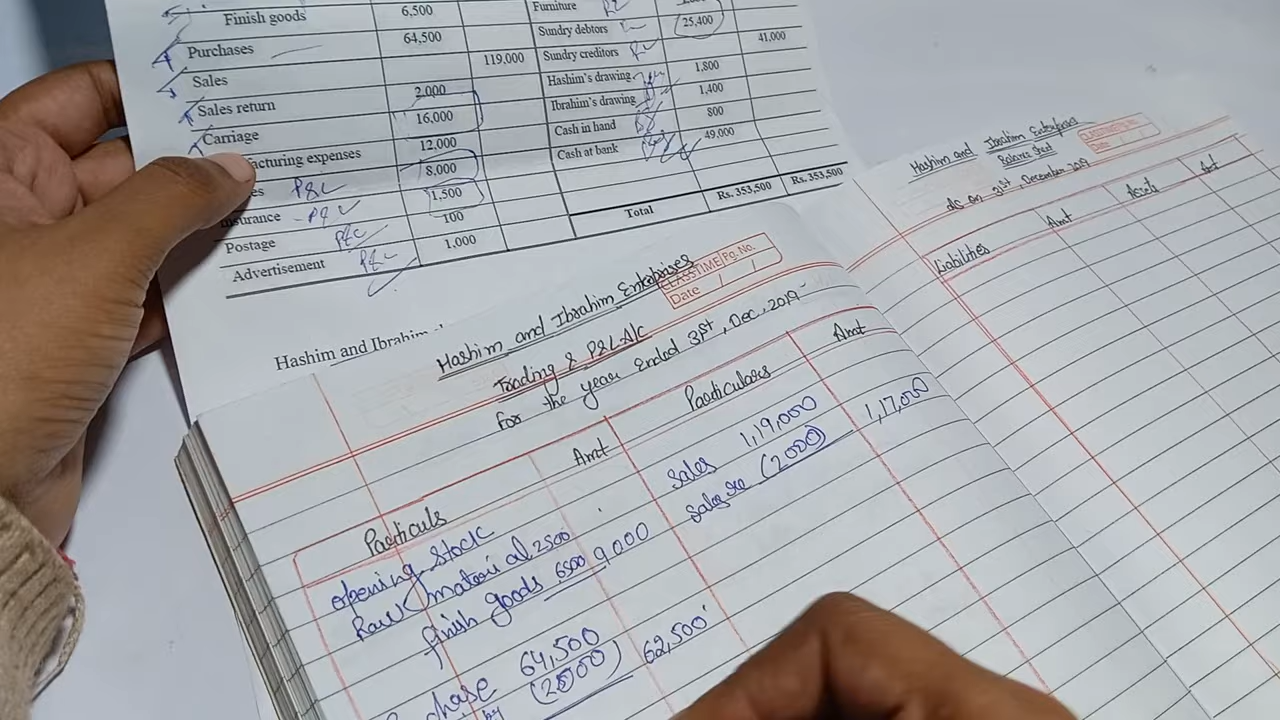 Finish goods 6,500 Furniture
Purchases 64,500 Sundry debtors 25,400
Sales 119,000 Sundry creditors 41,000
Sales return 2,000 Hashim's drawing 1,800
Carriage 16,000 Ibrahim's drawing 1,400
facturing expenses 12,000 Cash in hand 800
es P&L 8,000 Cash at bank 49,000
Insurance P&L 1,500
Postage P&L 100 Total Rs.353,500 Rs.353,500
Advertisement P&L 1,000
Hashim and Ibrahim
Hashim and Ibrahim Enterprises
Trading & P&L A/C
For the year ended 31st, Dec, 2019
CLASSTIME Pg. No.
Date / /
Particuls Amt Particulars Amt
opening stock Sales 1,19,000
Raw material 2500 Sales re (2000) 1,17,000
finish goods 6500 9000
64,500
(2000) 62,500
Hashim and Ibrahim Enterprises
Balance sheet
As on 31st, December 2019
Liabilities Amt Assets Amt